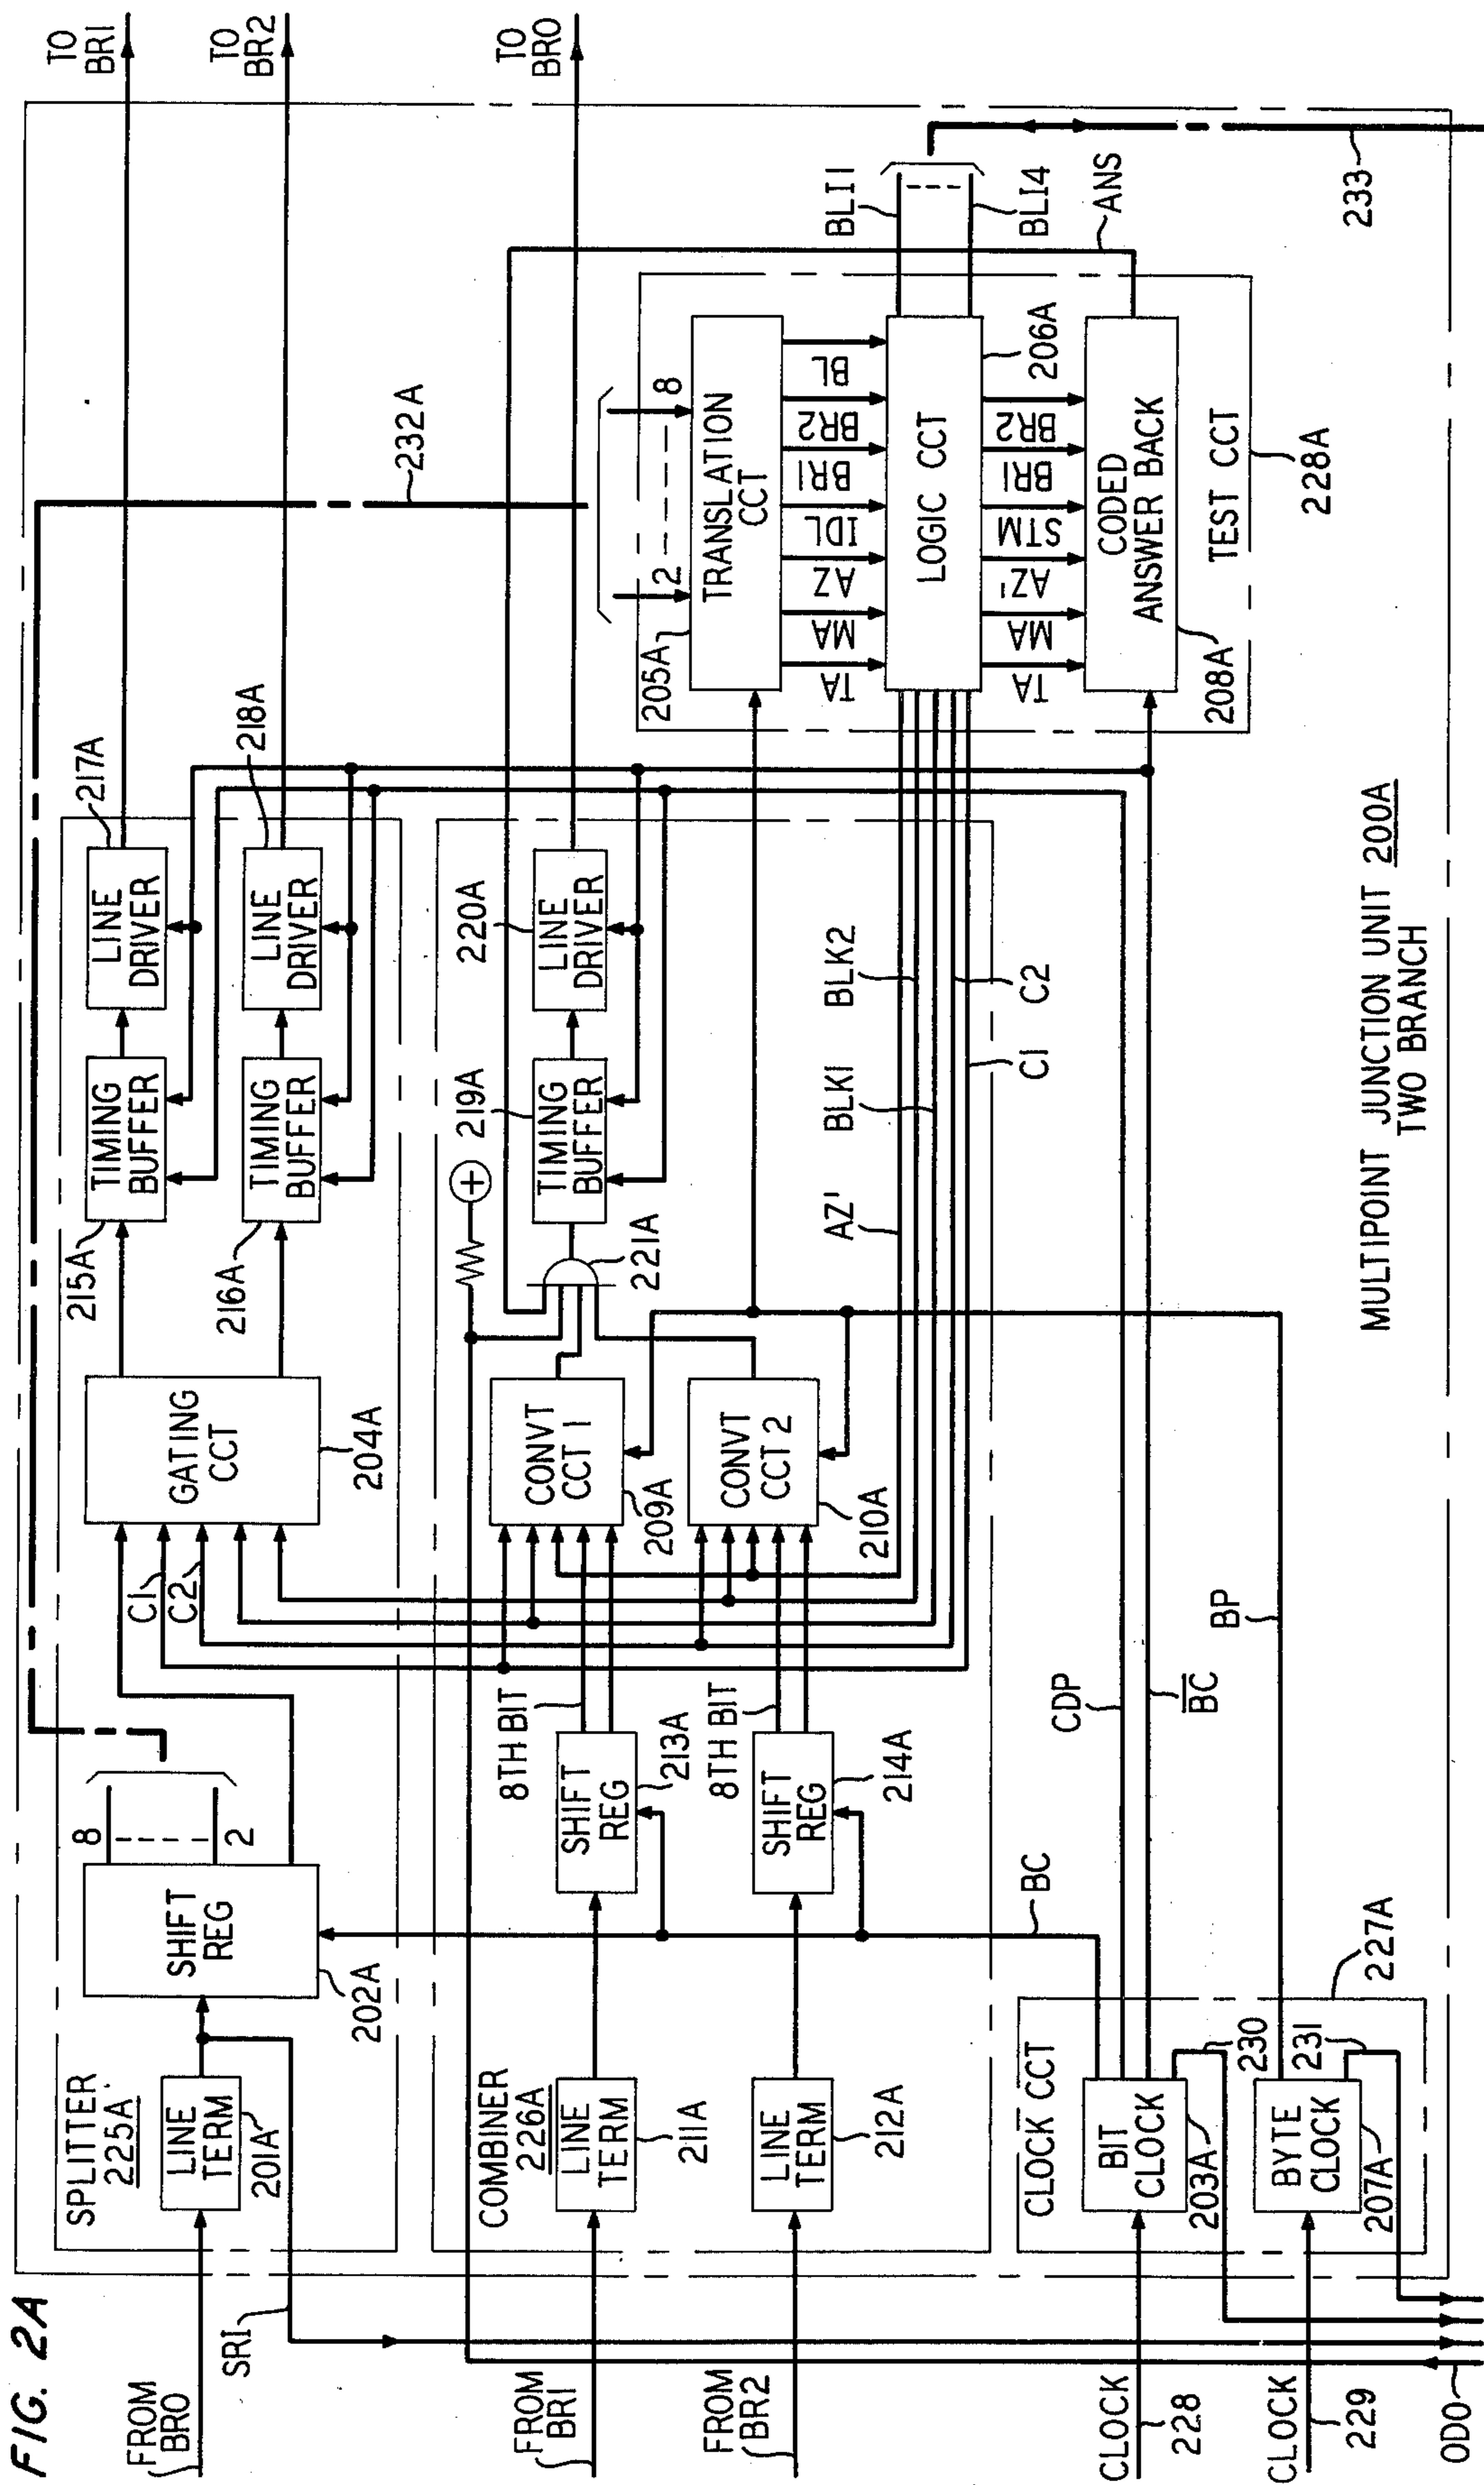 FIG. 2A
FROM
BR0
SRI
SPLITTER
225A
LINE
TERM
201A
SHIFT
REG
202A
8
2
C1
C2
GATING
CCT
204A
215A
TIMING
BUFFER
216A
TIMING
BUFFER
217A
LINE
DRIVER
218A
LINE
DRIVER
TO
BR1
TO
BR2
TO
BR0
232A
FROM
BR1
FROM
BR2
COMBINER
226A
LINE
TERM
211A
LINE
TERM
212A
SHIFT
REG
213A
8TH BIT
SHIFT
REG
214A
8TH BIT
CONVT
CCT 1
209A
CONVT
CCT 2
210A
+
221A
219A
TIMING
BUFFER
220A
LINE
DRIVER
AZ'
BLK1
BLK2
C1
C2
205A
2
8
TRANSLATION
CCT
TA
MA
AZ
IDL
BR1
BR2
BL
LOGIC CCT
206A
TA
MA
AZ'
STM
BR1
BR2
CODED
ANSWER BACK
208A
TEST CCT
228A
BLI1
BLI4
ANS
233
CLOCK
228
CLOCK
229
OD0
CLOCK CCT
BIT
CLOCK
203A
BYTE
CLOCK
207A
230
231
227A
BC
CDP
B̅C̅
BP
MULTIPOINT JUNCTION UNIT 200A
TWO BRANCH